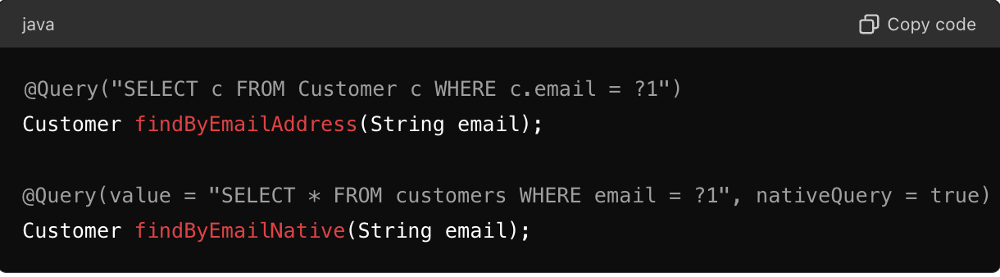 java
Copy code
@Query("SELECT c FROM Customer c WHERE c.email = ?1")
Customer findByEmailAddress(String email);
@Query(value = "SELECT * FROM customers WHERE email = ?1", nativeQuery = true)
Customer findByEmailNative(String email);